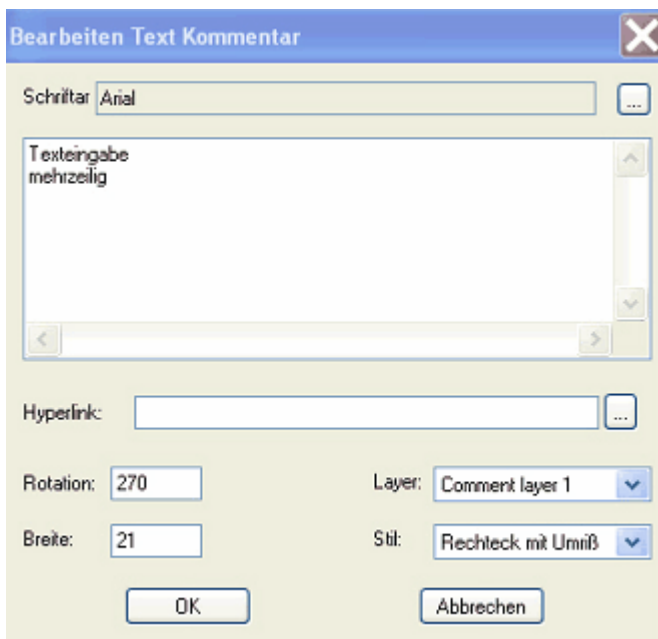 Bearbeiten Text Kommentar
Schriftar Arial ...
Texteingabe
mehrzeilig
Hyperlink: ...
Rotation: 270 Layer: Comment layer 1
Breite: 21 Stil: Rechteck mit Umriß
OK Abbrechen